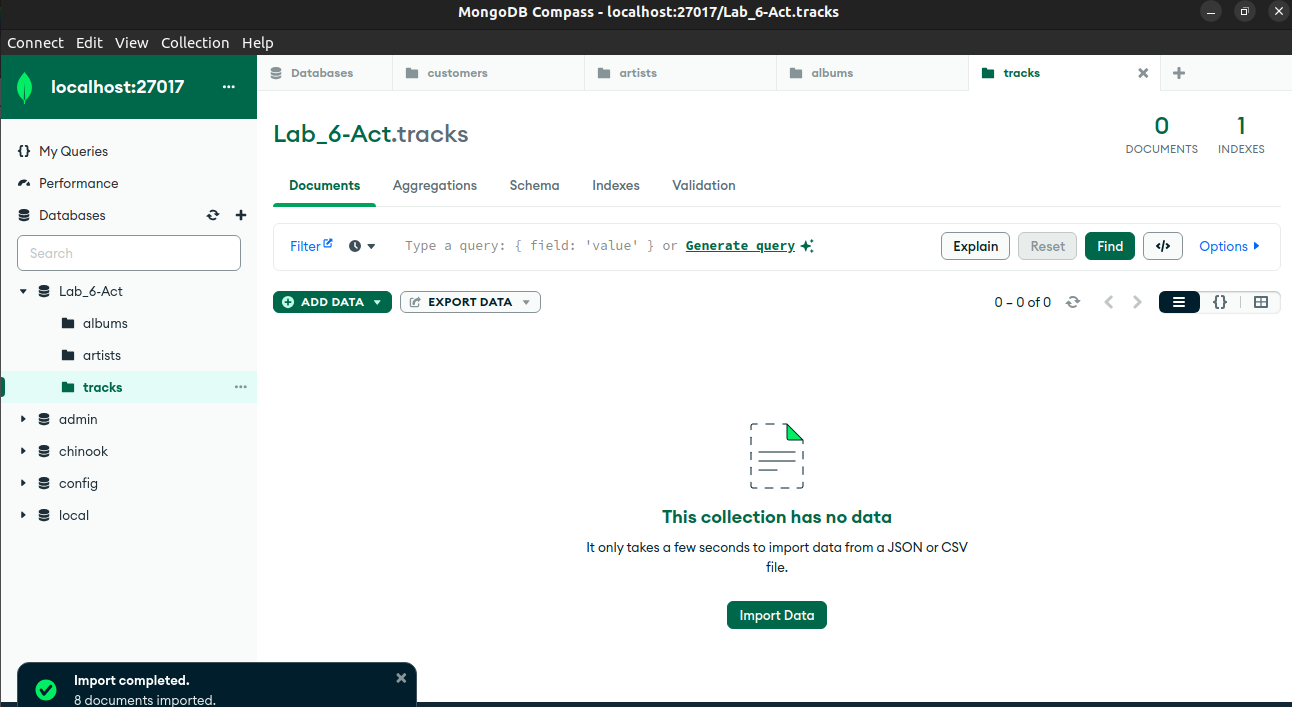 MongoDB Compass - localhost:27017/Lab_6-Act.tracks
Connect Edit View Collection Help
localhost:27017 ...
Databases customers artists albums tracks
My Queries
Performance
Databases
Search
Lab_6-Act
albums
artists
tracks
admin
chinook
config
local
Lab_6-Act.tracks
0 DOCUMENTS
1 INDEXES
Documents Aggregations Schema Indexes Validation
Filter Type a query: { field: 'value' } or Generate query Explain Reset Find </> Options
ADD DATA EXPORT DATA 0 – 0 of 0 {}
This collection has no data
It only takes a few seconds to import data from a JSON or CSV
file.
Import Data
Import completed.
8 documents imported.